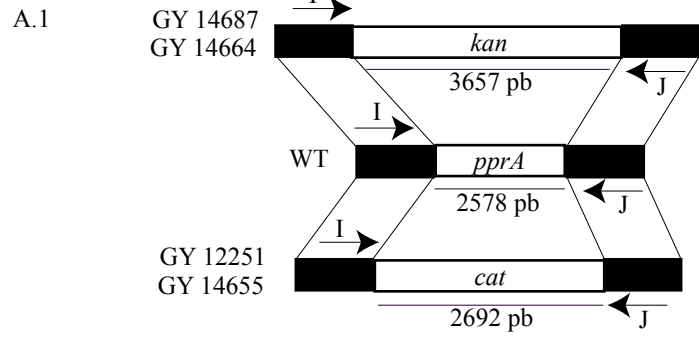 A.1
GY 14687
GY 14664
kan
3657 pb
J
I
WT
pprA
2578 pb
J
I
GY 12251
GY 14655
cat
2692 pb
J